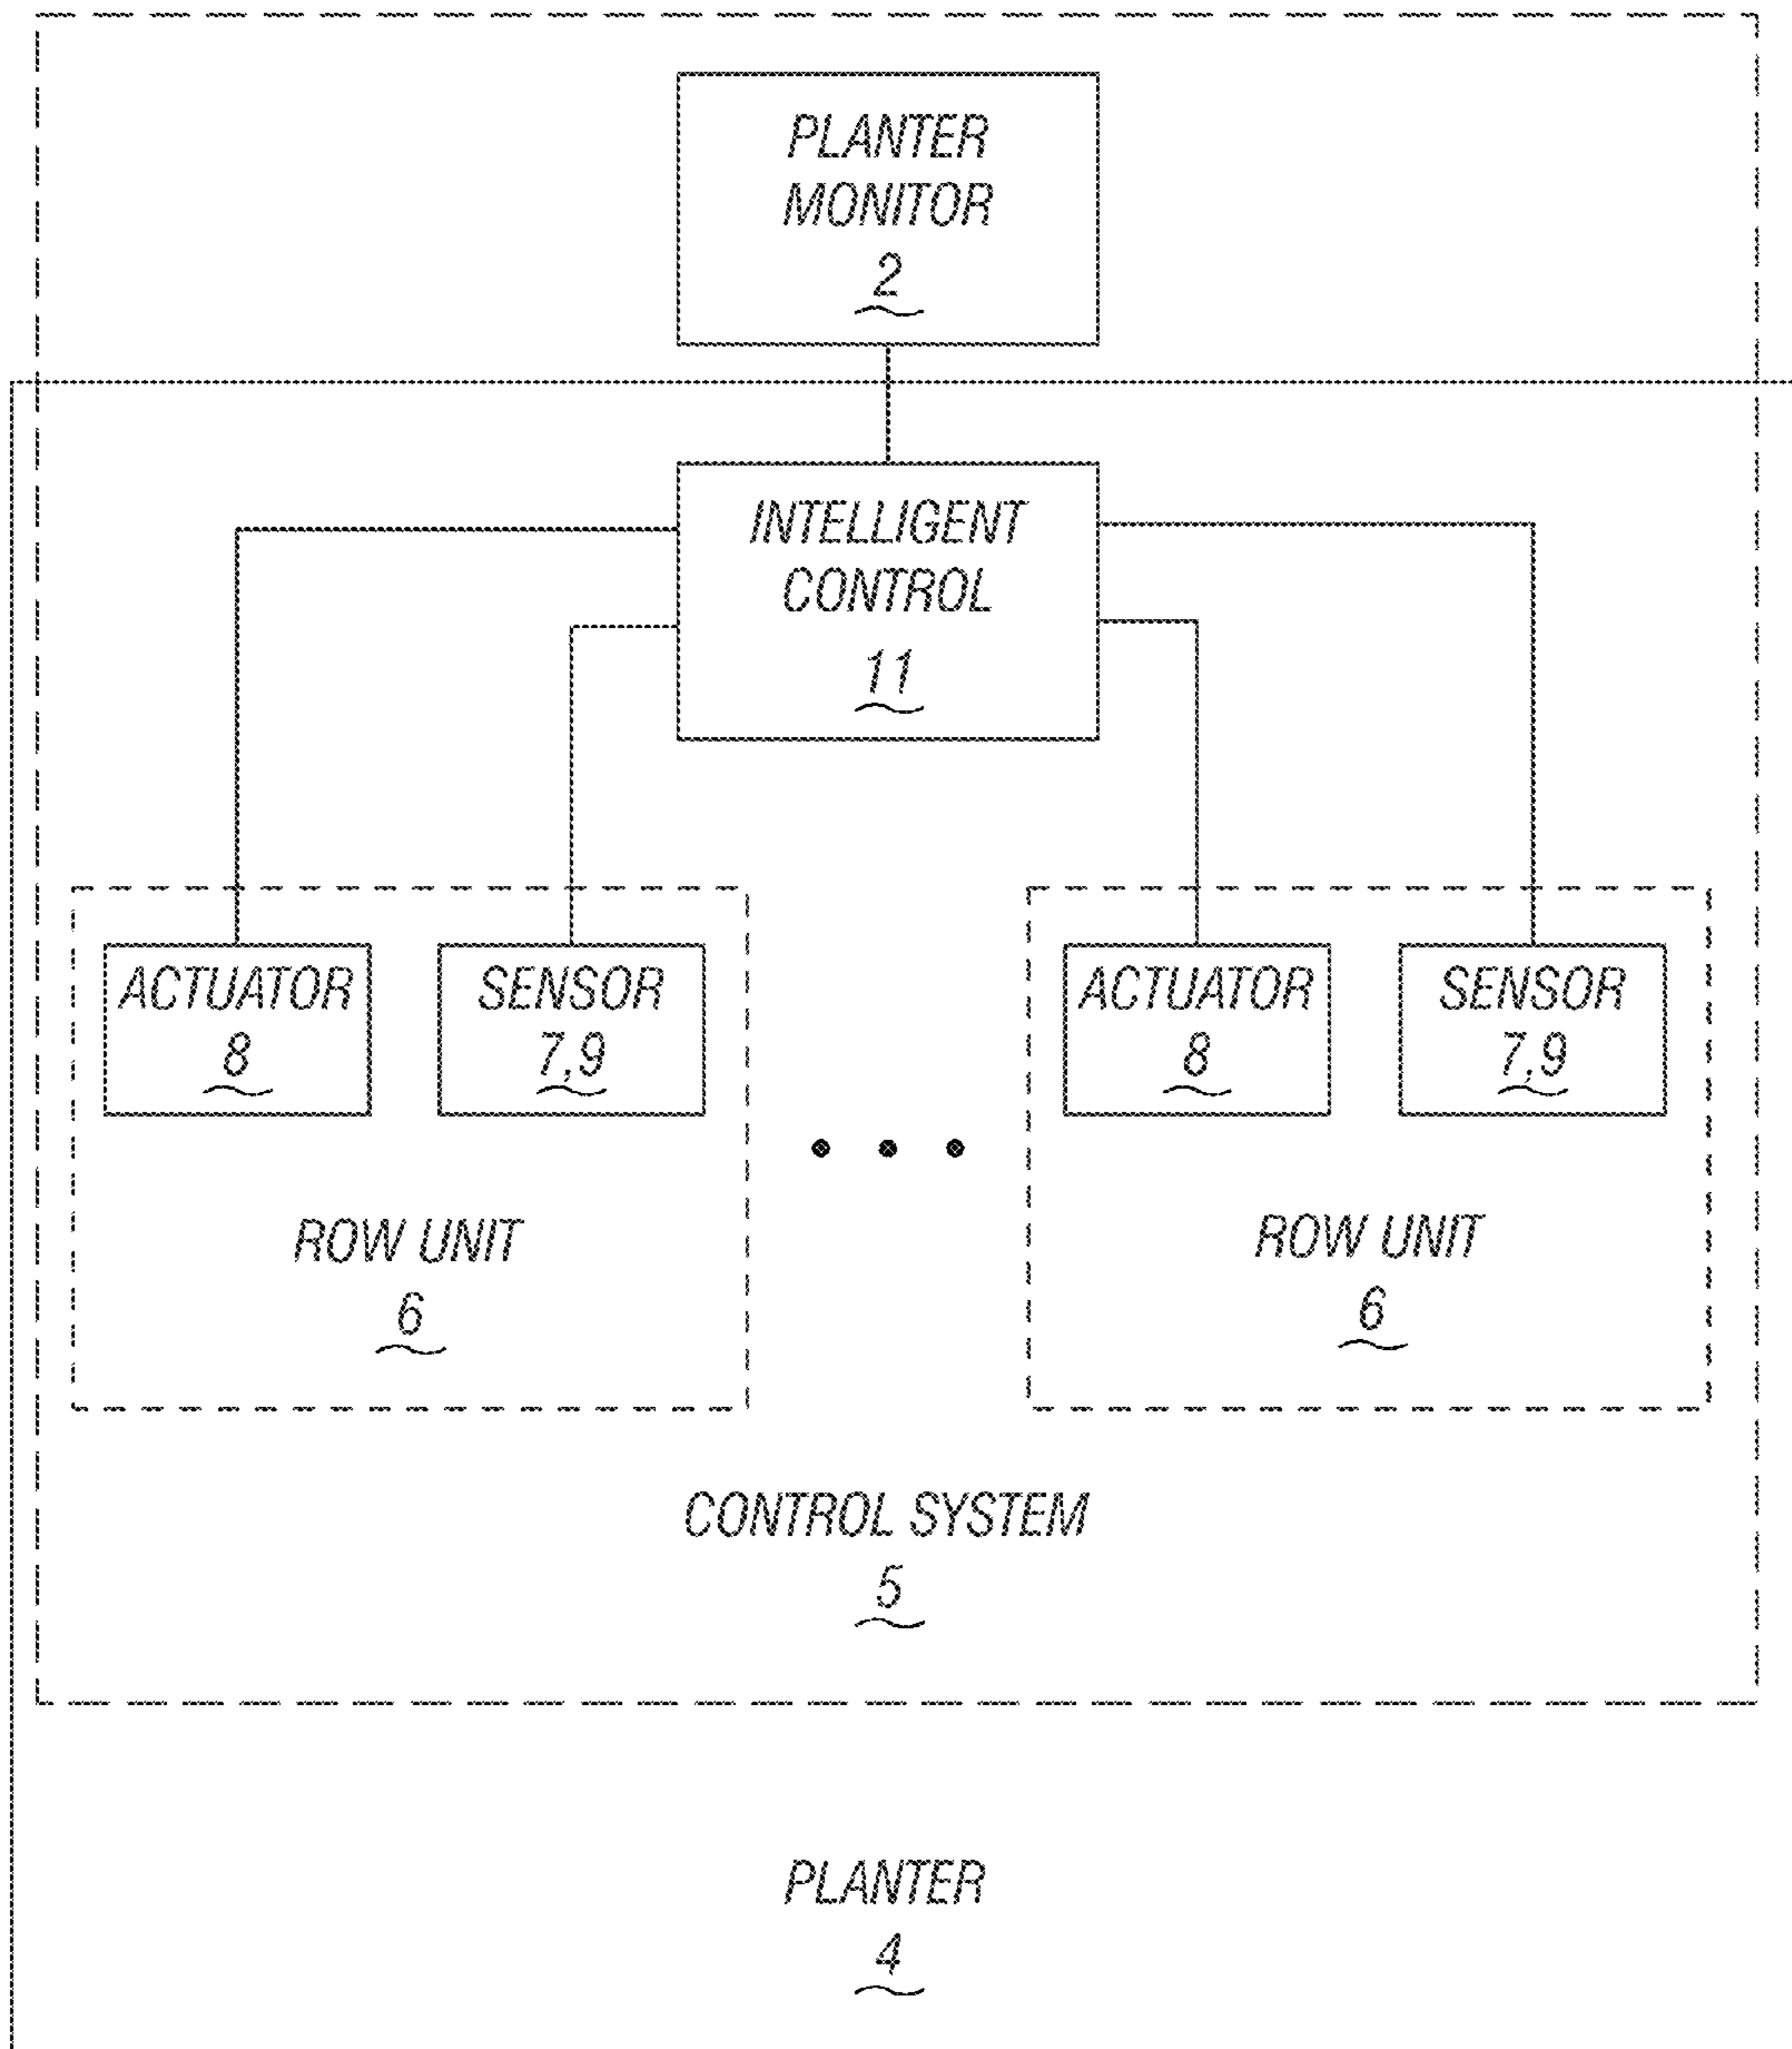 PLANTER
MONITOR
2
INTELLIGENT
CONTROL
11
ACTUATOR
8
SENSOR
7,9
ROW UNIT
6
ACTUATOR
8
SENSOR
7,9
ROW UNIT
6
CONTROL SYSTEM
5
PLANTER
4